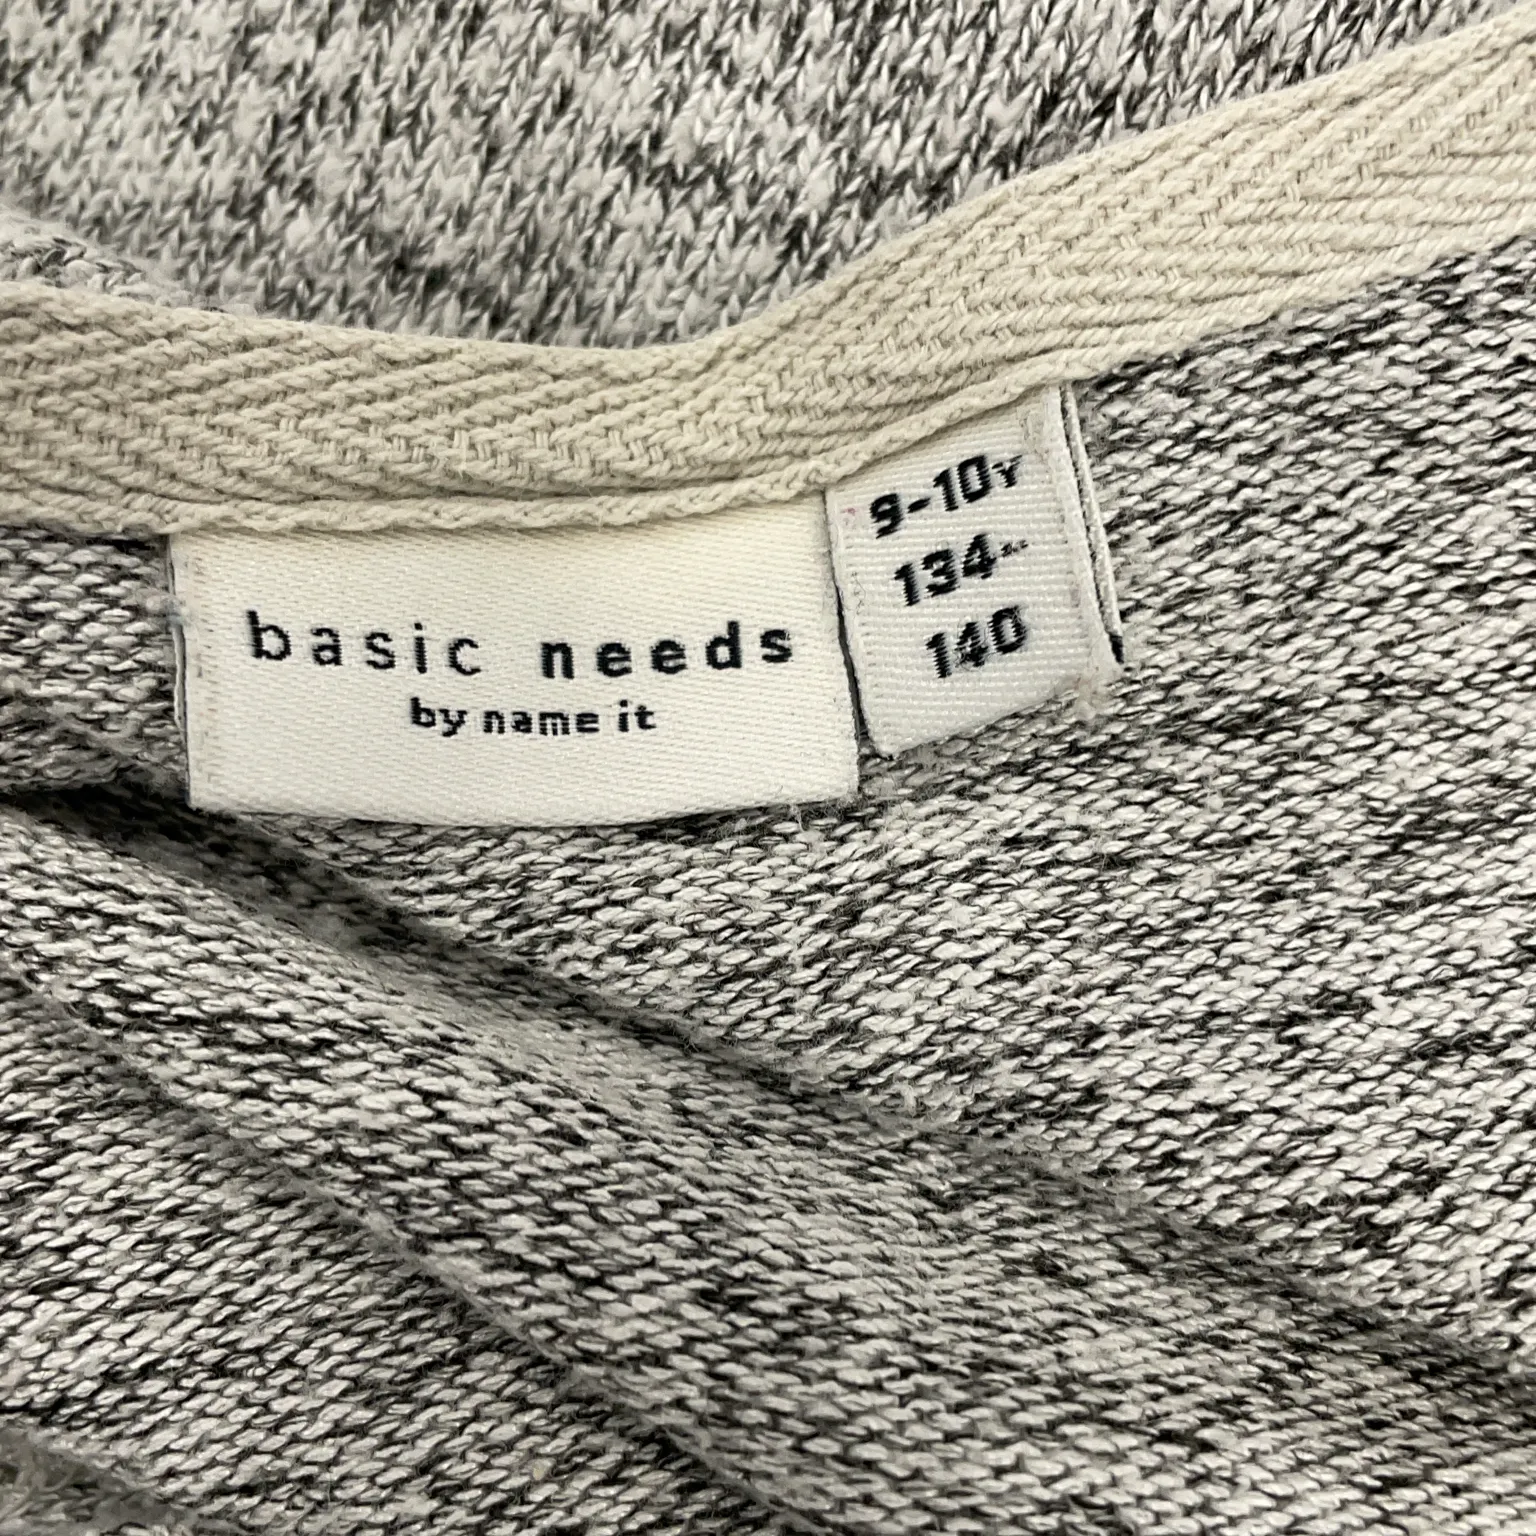 basic needs
by name it
9-10Y
134-
140